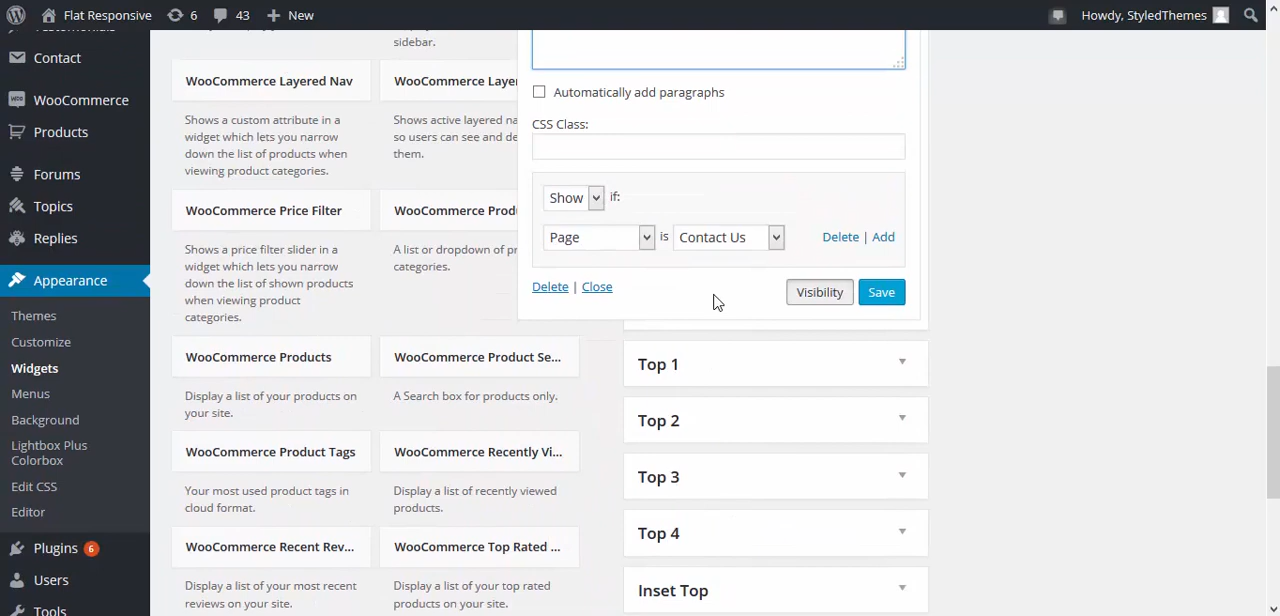 Flat Responsive
6
43
New
Howdy, StyledThemes
Testimonials
Contact
WooCommerce
Products
Forums
Topics
Replies
Appearance
Themes
Customize
Widgets
Menus
Background
Lightbox Plus
Colorbox
Edit CSS
Editor
Plugins 6
Users
Tools
sidebar.
WooCommerce Layered Nav
Shows a custom attribute in a
widget which lets you narrow
down the list of products when
viewing product categories.
WooCommerce Layer
Shows active layered na
so users can see and de
them.
WooCommerce Price Filter
Shows a price filter slider in a
widget which lets you narrow
down the list of shown products
when viewing product
categories.
WooCommerce Produ
A list or dropdown of pr
categories.
WooCommerce Products
Display a list of your products on
your site.
WooCommerce Product Se...
A Search box for products only.
WooCommerce Product Tags
Your most used product tags in
cloud format.
WooCommerce Recently Vi...
Display a list of recently viewed
products.
WooCommerce Recent Rev...
Display a list of your most recent
reviews on your site.
WooCommerce Top Rated ...
Display a list of your top rated
products on your site.
Automatically add paragraphs
CSS Class:
Show if:
Page is Contact Us Delete | Add
Delete | Close Visibility Save
Top 1
Top 2
Top 3
Top 4
Inset Top